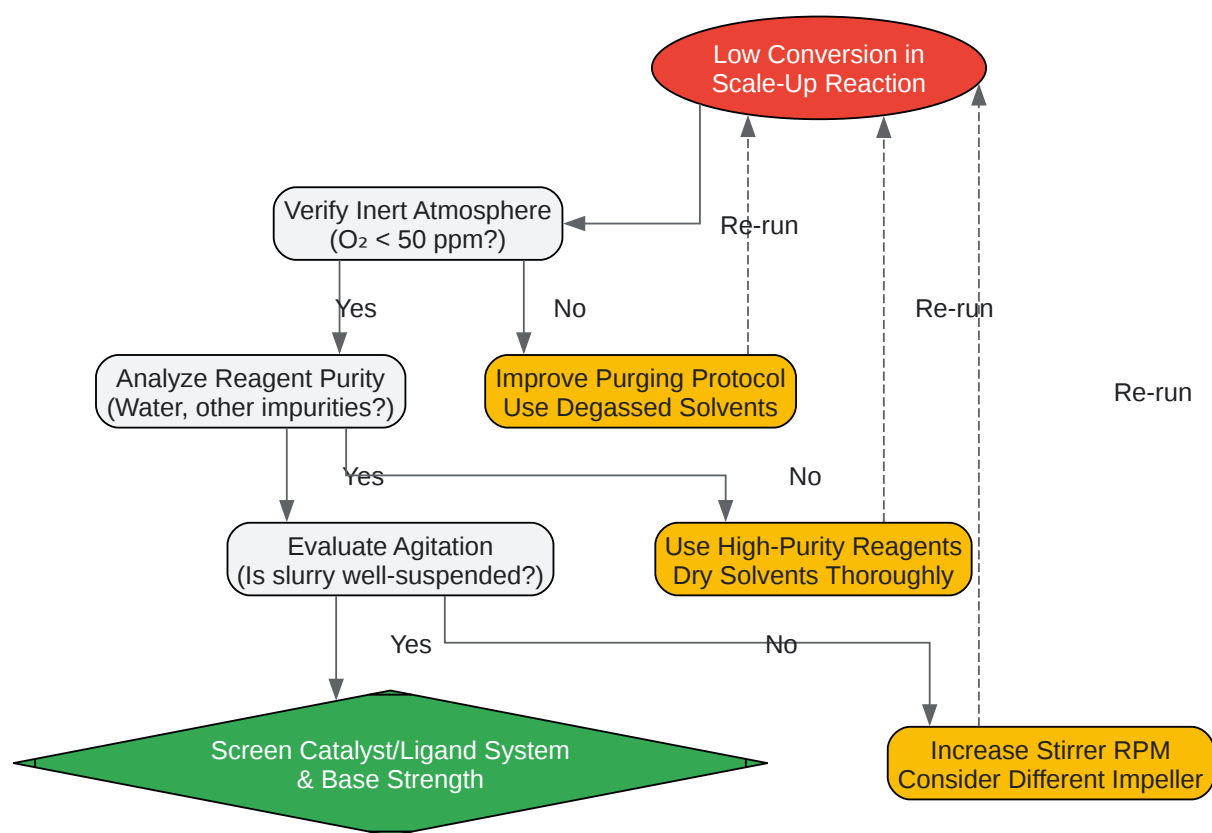 Low Conversion in
Scale-Up Reaction
Verify Inert Atmosphere
(O₂ < 50 ppm?)
Re-run
Yes
No
Re-run
Analyze Reagent Purity
(Water, other impurities?)
Improve Purging Protocol
Use Degassed Solvents
Re-run
Yes
No
Evaluate Agitation
(Is slurry well-suspended?)
Use High-Purity Reagents
Dry Solvents Thoroughly
Yes
No
Screen Catalyst/Ligand System
& Base Strength
Increase Stirrer RPM
Consider Different Impeller